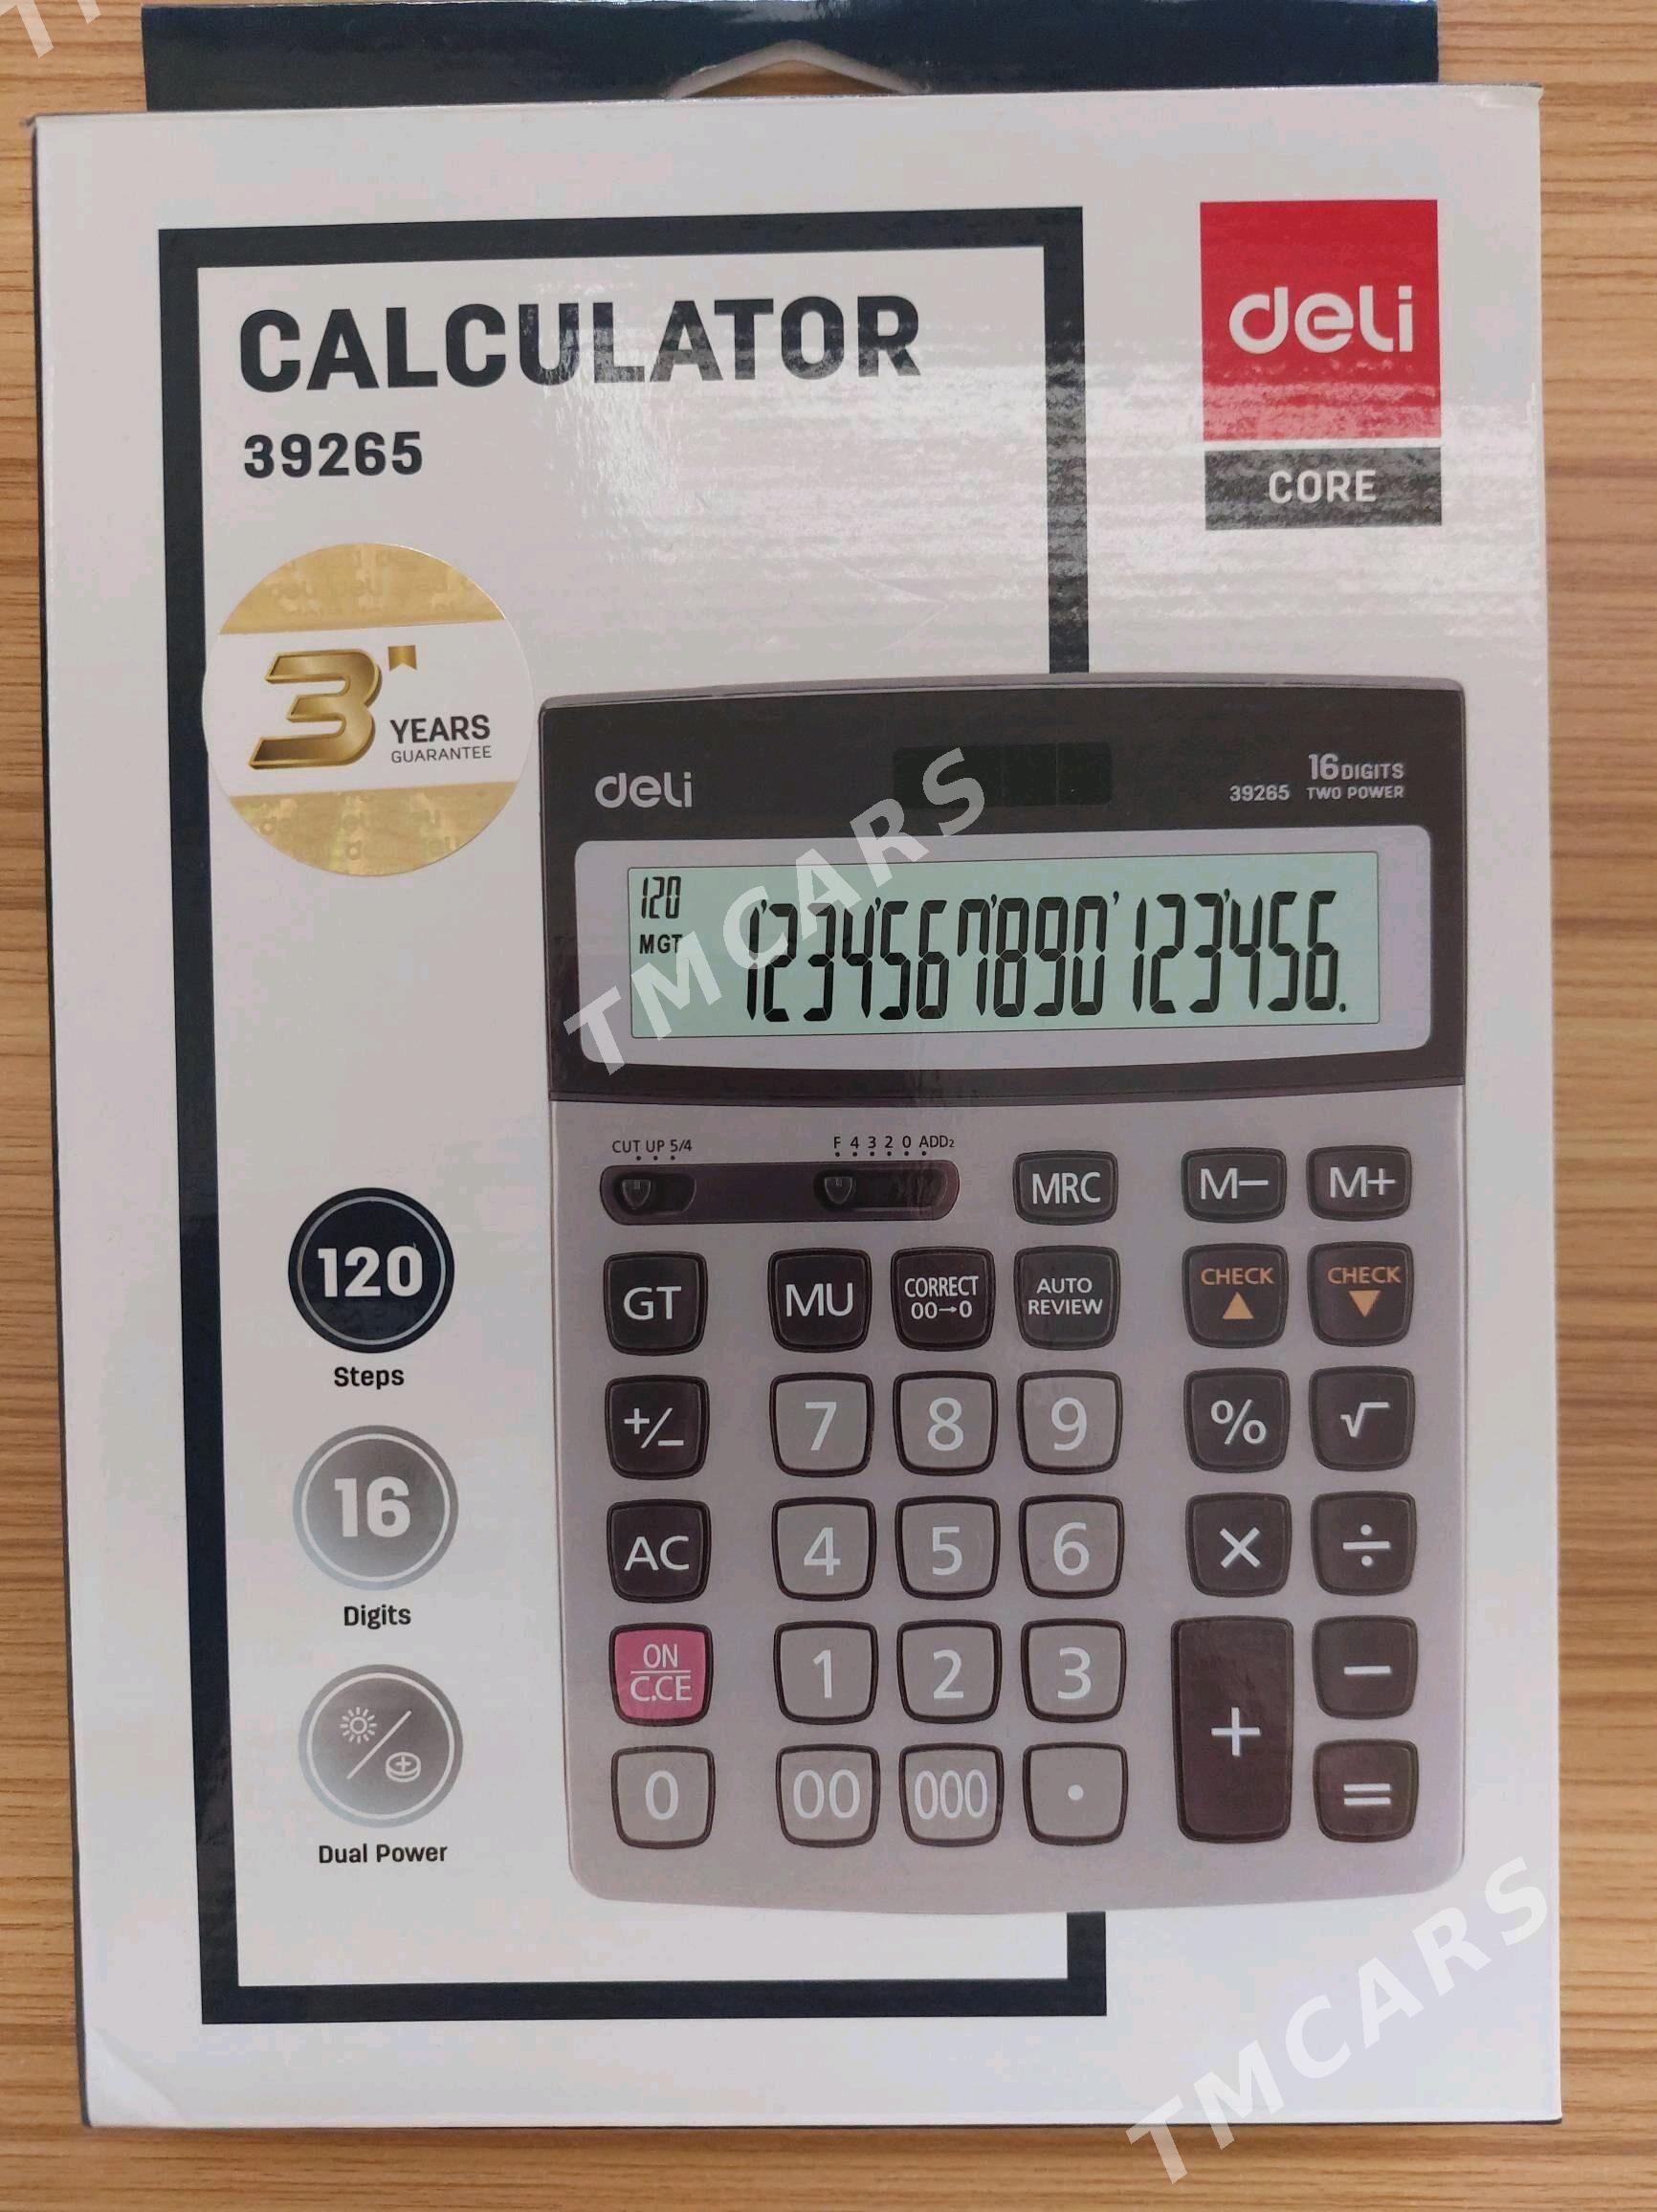 CALCULATOR
39265
deli
CORE
3 YEARS
GUARANTEE
deli
16 DIGITS
39265 TWO POWER
120
MGT
1'234'567'890'123'456.
CUT UP 5/4
F 4 3 2 0 ADD2
MRC M− M+
GT MU CORRECT 00→0 AUTO REVIEW CHECK ▲ CHECK ▼
+/− 7 8 9 % √
AC 4 5 6 × ÷
ON C.CE 1 2 3 + −
0 00 000 . =
120
Steps
16
Digits
Dual Power
TMCARS
TMCARS